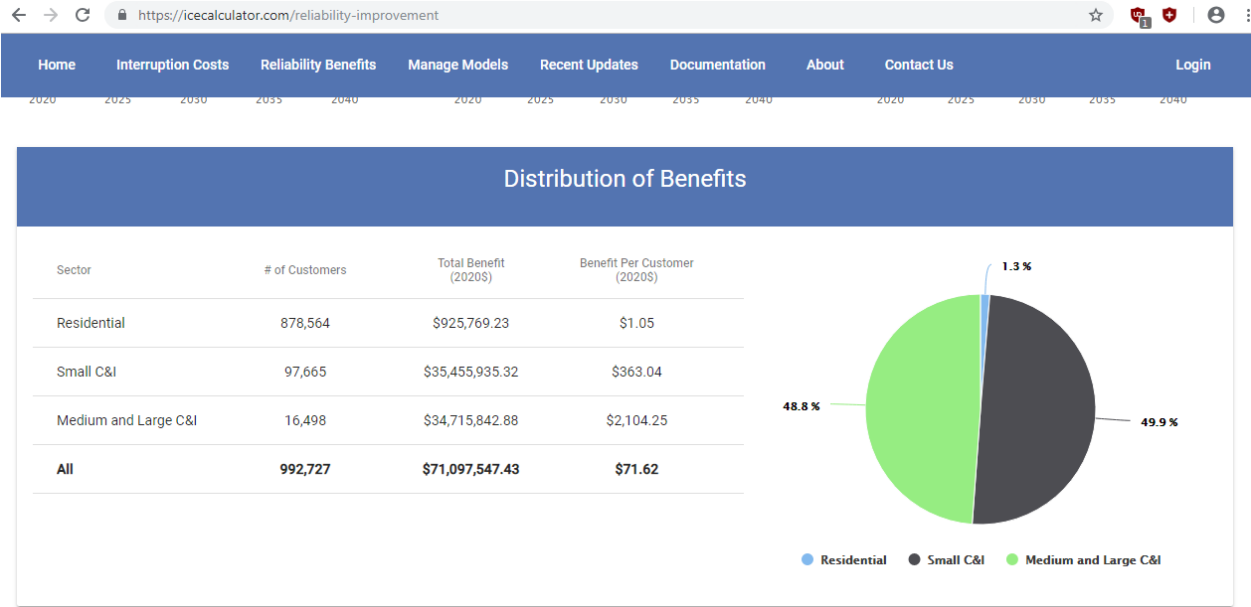 https://icecalculator.com/reliability-improvement
1
Home Interruption Costs Reliability Benefits Manage Models Recent Updates Documentation About Contact Us Login
2020 2025 2030 2035 2040 2020 2025 2030 2035 2040 2020 2025 2030 2035 2040
Distribution of Benefits
Sector # of Customers Total Benefit (2020$) Benefit Per Customer (2020$)
Residential 878,564 $925,769.23 $1.05
Small C&I 97,665 $35,455,935.32 $363.04
Medium and Large C&I 16,498 $34,715,842.88 $2,104.25
All 992,727 $71,097,547.43 $71.62
1.3 %
48.8 %
49.9 %
Residential Small C&I Medium and Large C&I